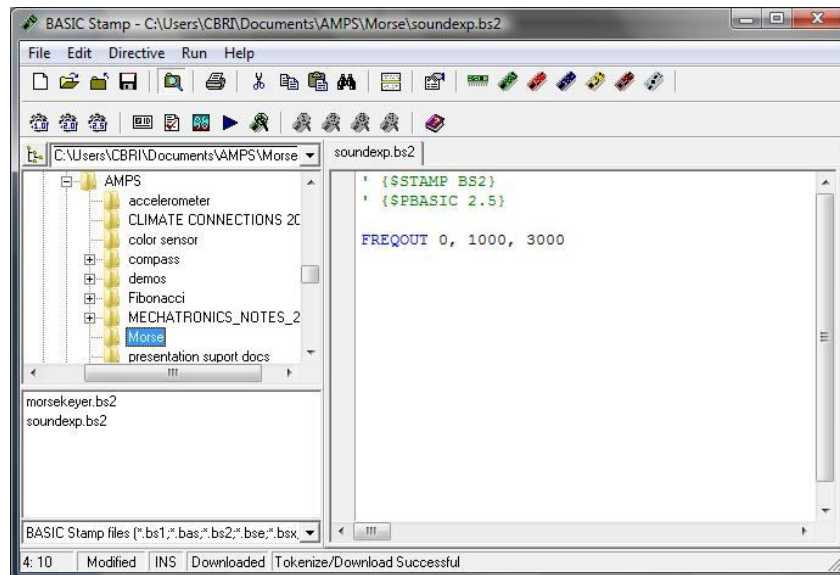 BASIC Stamp - C:\Users\CBRI\Documents\AMPS\Morse\soundexp.bs2
File Edit Directive Run Help
C:\Users\CBRI\Documents\AMPS\Morse
AMPS
accelerometer
CLIMATE CONNECTIONS 20
color sensor
compass
demos
Fibonacci
MECHATRONICS_NOTES_2
Morse
presentation suport docs
morsekeyer.bs2
soundexp.bs2
BASIC Stamp files (*.bs1;*.bas;*.bs2;*.bse;*.bsx,
soundexp.bs2
' {$STAMP BS2}
' {$PBASIC 2.5}
FREQOUT 0, 1000, 3000
4: 10 Modified INS Downloaded Tokenize/Download Successful